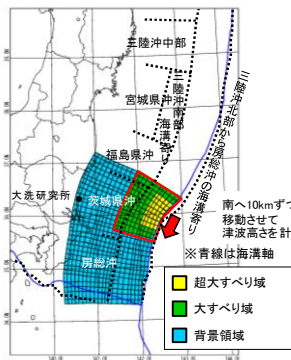 三陸沖中部
宮城県沖
三陸沖南部
海溝寄り
三陸沖北部から房総沖の海溝寄り
福島県沖
大洗研究所
茨城県沖
房総沖
南へ10kmずつ
移動させて
津波高さを計
※青線は海溝軸
超大すべり域
大すべり域
背景領域